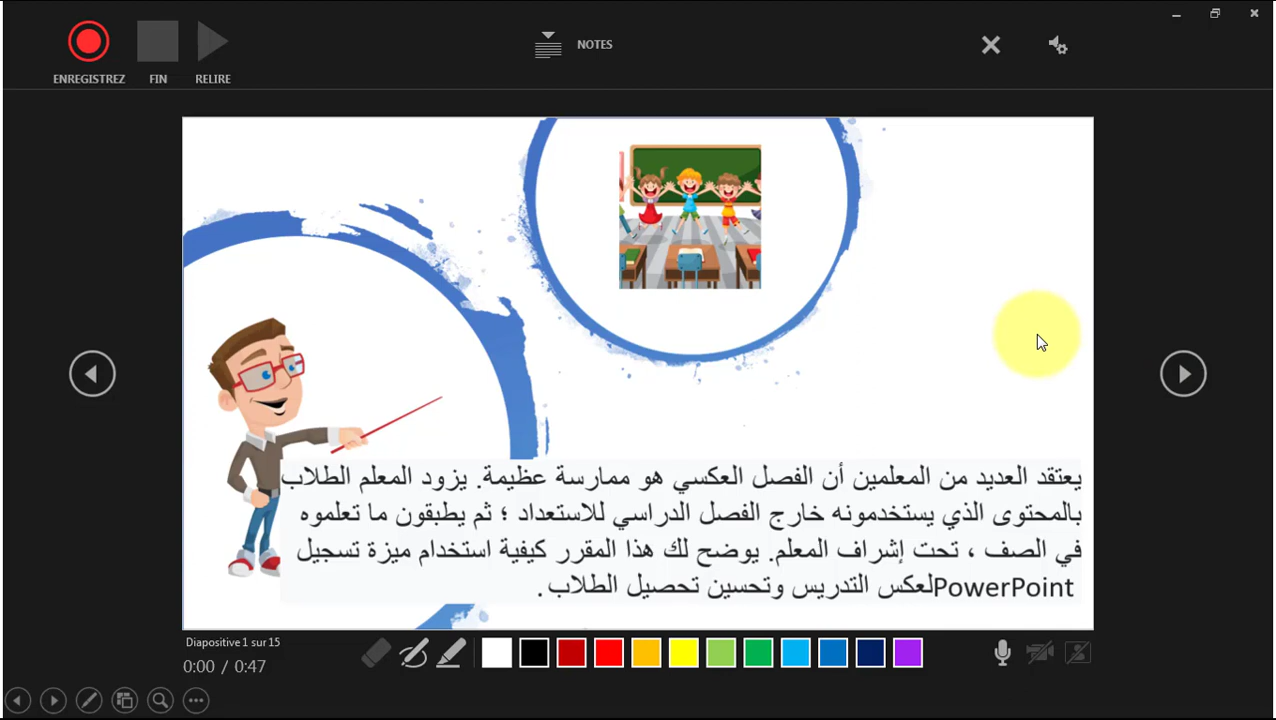 ENREGISTREZ
FIN
RELIRE
NOTES
يعتقد العديد من المعلمين أن الفصل العكسي هو ممارسة عظيمة. يزود المعلم الطلاب
بالمحتوى الذي يستخدمونه خارج الفصل الدراسي للاستعداد ؛ ثم يطبقون ما تعلموه
في الصف ، تحت إشراف المعلم. يوضح لك هذا المقرر كيفية استخدام ميزة تسجيل
PowerPointلعكس التدريس وتحسين تحصيل الطلاب.
Diapositive 1 sur 15
0:00 / 0:47